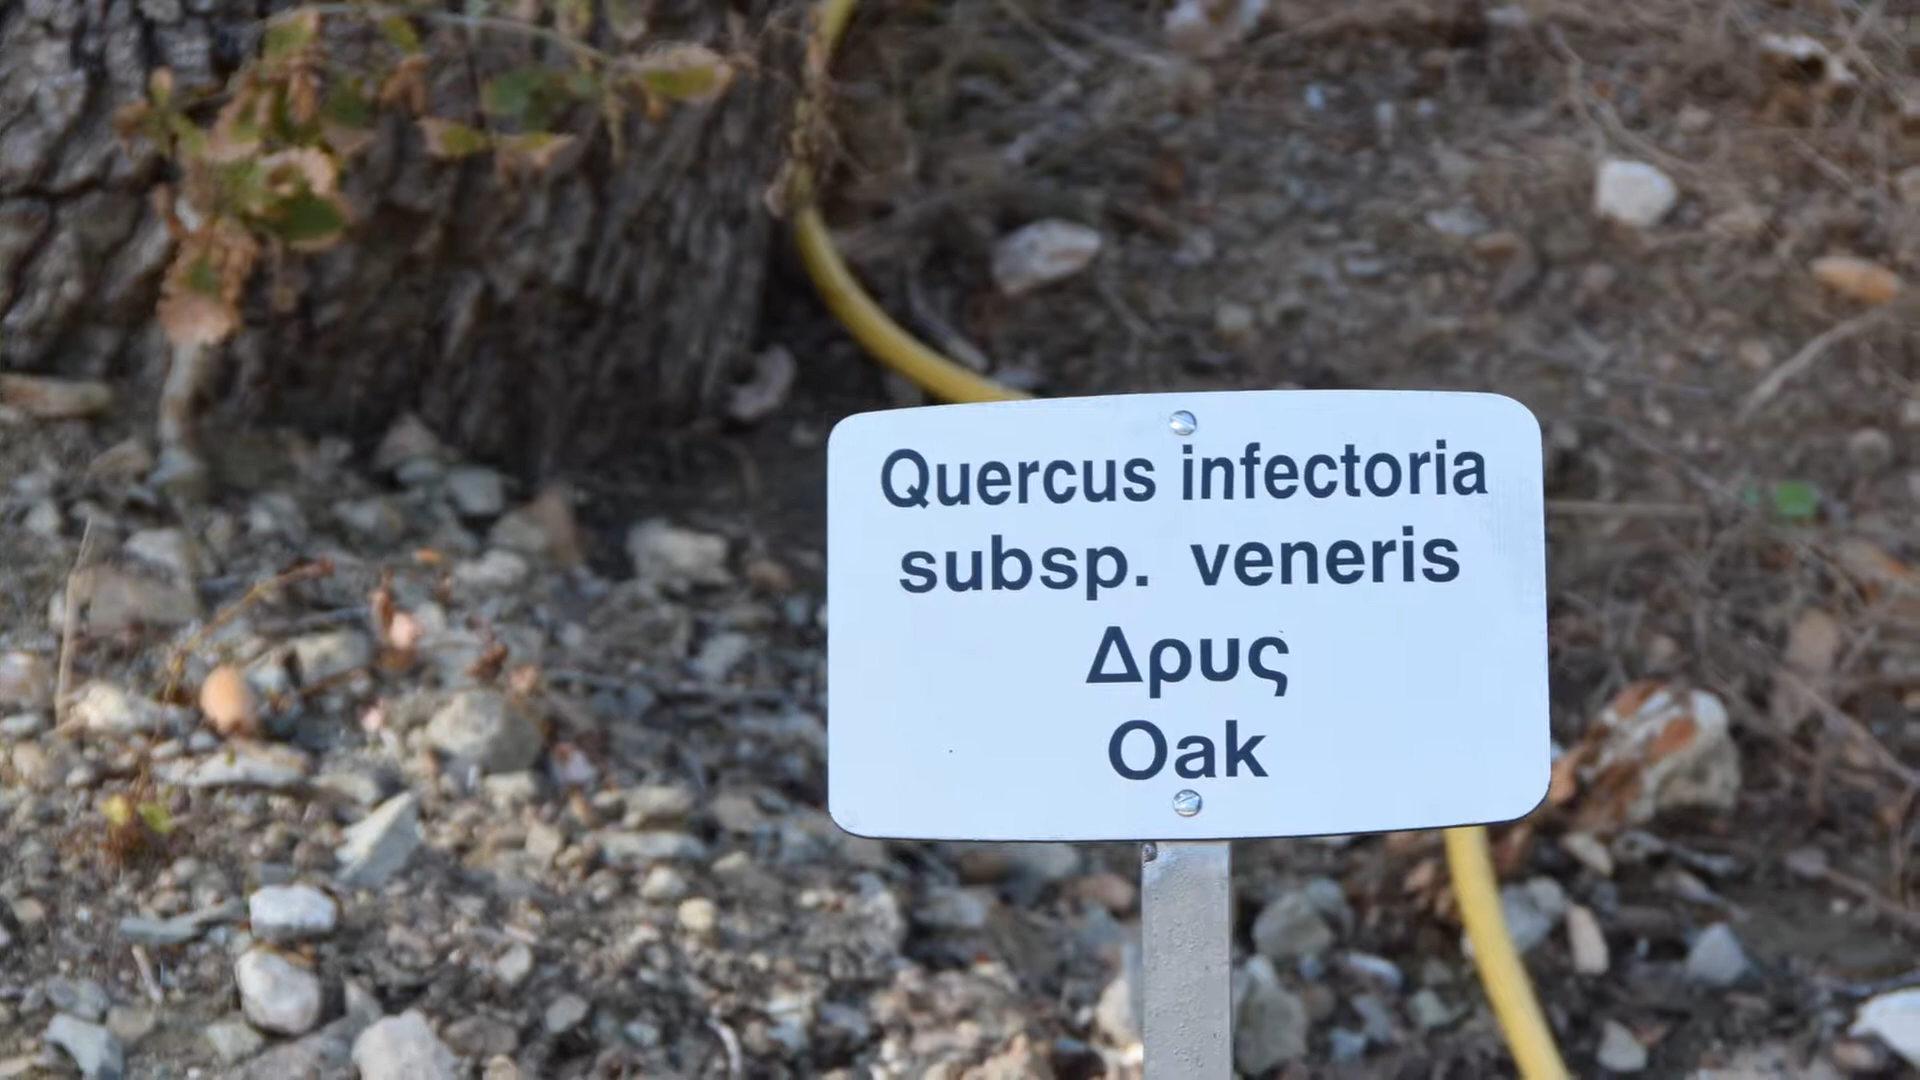 Quercus infectoria
subsp. veneris
Δρυς
Oak